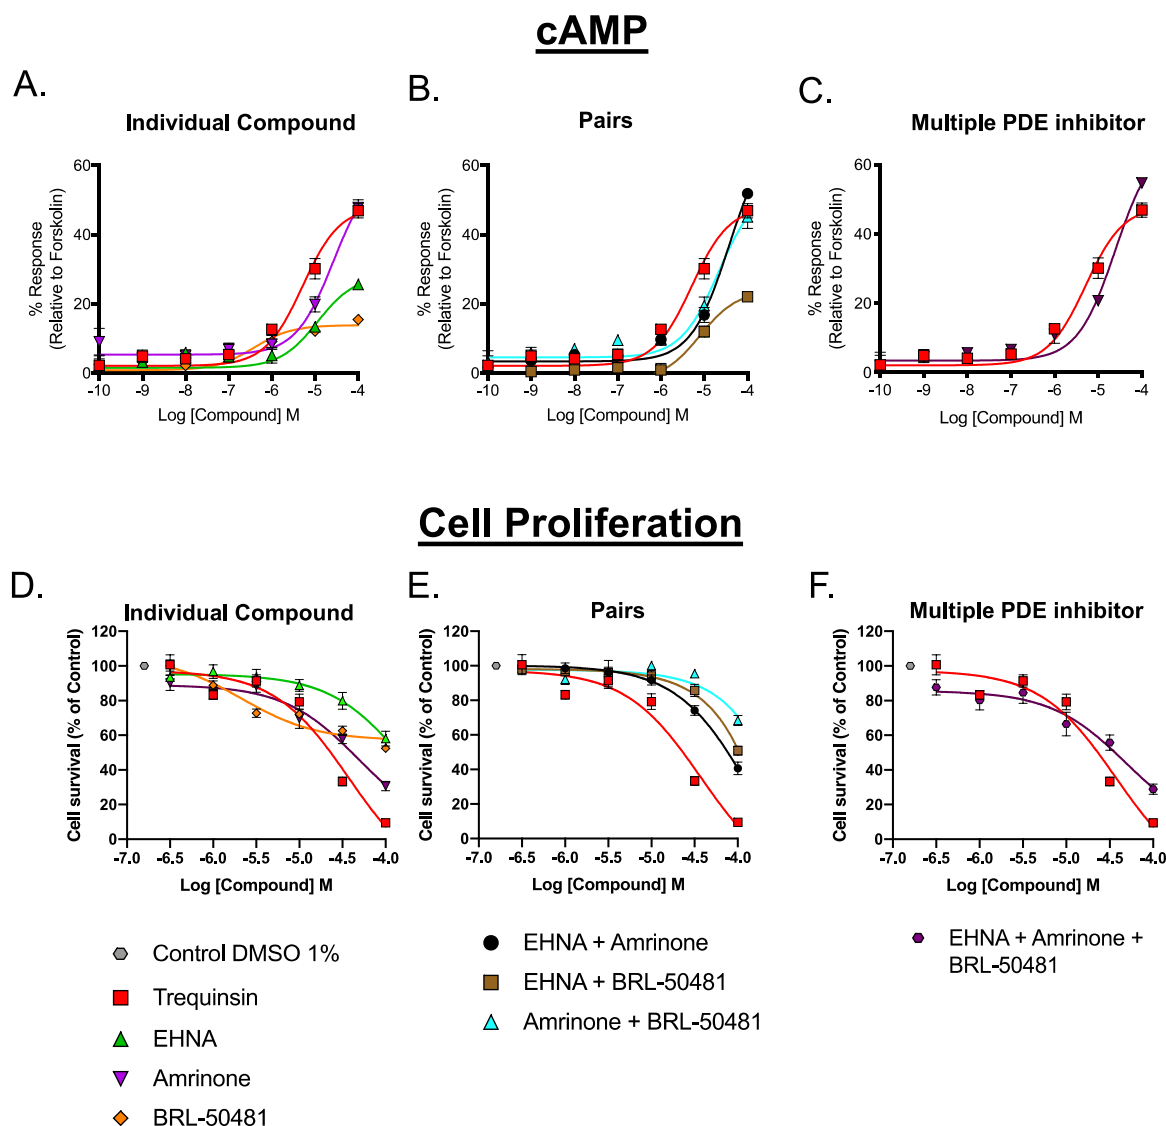 cAMP
A.
B.
C.
Individual Compound
Pairs
Multiple PDE inhibitor
% Response
(Relative to Forskolin)
60
40
20
0
-10 -9 -8 -7 -6 -5 -4
Log [Compound] M
% Response
(Relative to Forskolin)
60
40
20
0
-10 -9 -8 -7 -6 -5 -4
Log [Compound] M
% Response
(Relative to Forskolin)
60
40
20
0
-10 -9 -8 -7 -6 -5 -4
Log [Compound] M
Cell Proliferation
D.
E.
F.
Individual Compound
Pairs
Multiple PDE inhibitor
Cell survival (% of Control)
120
100
80
60
40
20
0
-7.0 -6.5 -6.0 -5.5 -5.0 -4.5 -4.0
Log [Compound] M
Cell survival (% of Control)
120
100
80
60
40
20
0
-7.0 -6.5 -6.0 -5.5 -5.0 -4.5 -4.0
Log [Compound] M
Cell survival (% of Control)
120
100
80
60
40
20
0
-7.0 -6.5 -6.0 -5.5 -5.0 -4.5 -4.0
Log [Compound] M
Control DMSO 1%
Trequinsin
EHNA
Amrinone
BRL-50481
EHNA + Amrinone
EHNA + BRL-50481
Amrinone + BRL-50481
EHNA + Amrinone +
BRL-50481